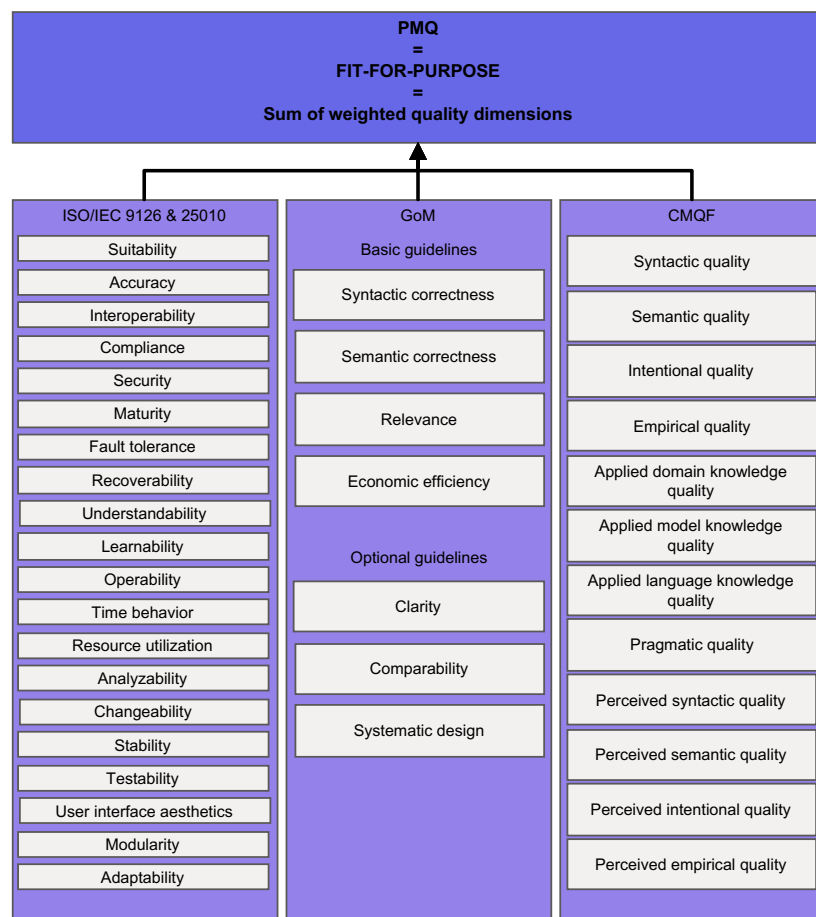 PMQ
=
FIT-FOR-PURPOSE
=
Sum of weighted quality dimensions
ISO/IEC 9126 & 25010
Suitability
Accuracy
Interoperability
Compliance
Security
Maturity
Fault tolerance
Recoverability
Understandability
Learnability
Operability
Time behavior
Resource utilization
Analyzability
Changeability
Stability
Testability
User interface aesthetics
Modularity
Adaptability
GoM
Basic guidelines
Syntactic correctness
Semantic correctness
Relevance
Economic efficiency
Optional guidelines
Clarity
Comparability
Systematic design
CMQF
Syntactic quality
Semantic quality
Intentional quality
Empirical quality
Applied domain knowledge
quality
Applied model knowledge
quality
Applied language knowledge
quality
Pragmatic quality
Perceived syntactic quality
Perceived semantic quality
Perceived intentional quality
Perceived empirical quality